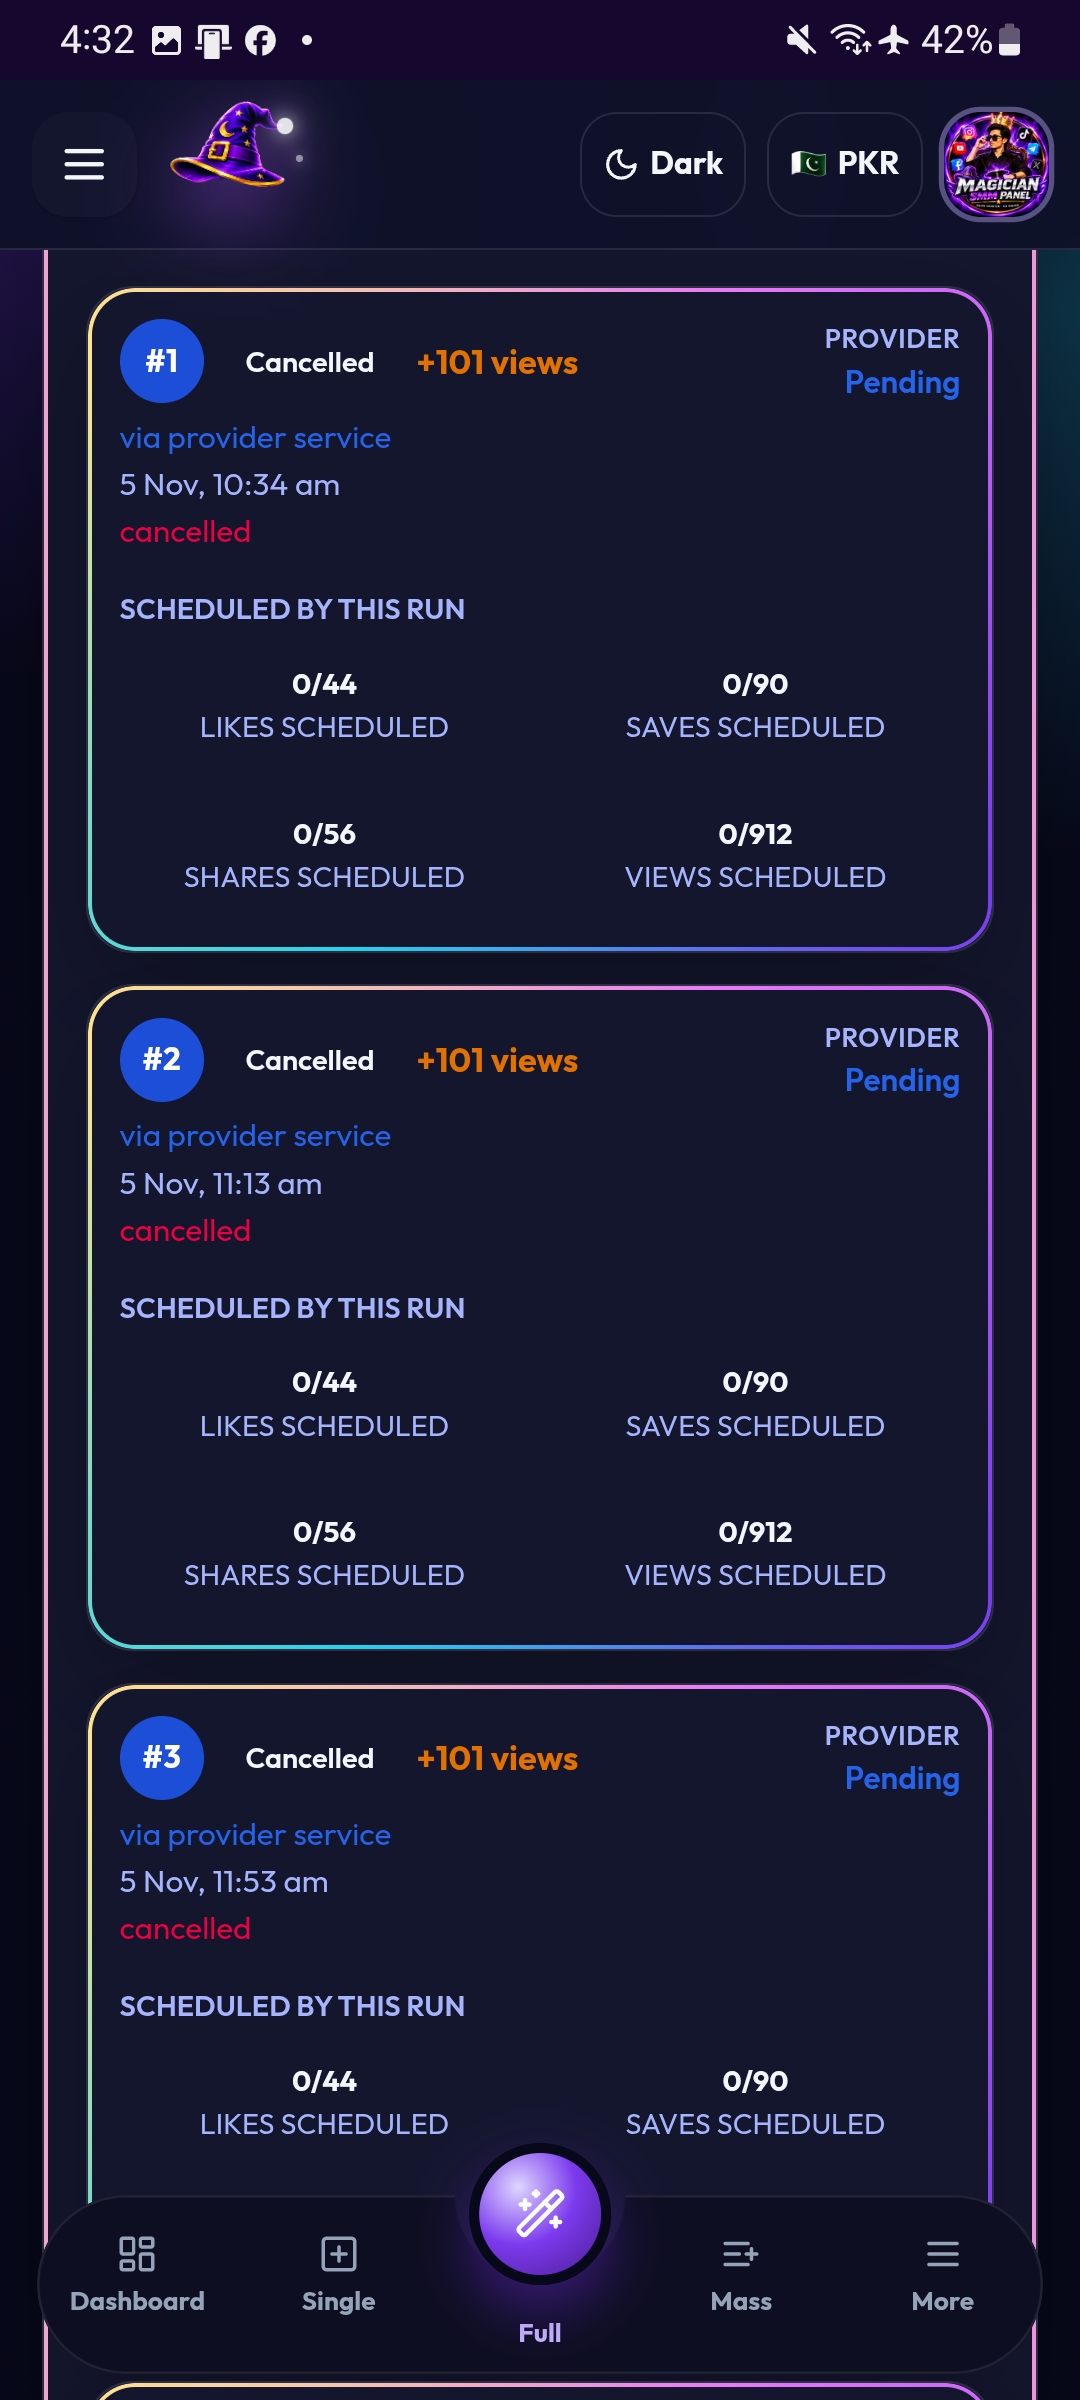 4:32
42%
Dark
🇵🇰 PKR
MAGICIAN
SMM PANEL
#1 Cancelled +101 views
PROVIDER
Pending
via provider service
5 Nov, 10:34 am
cancelled
SCHEDULED BY THIS RUN
0/44 0/90
LIKES SCHEDULED SAVES SCHEDULED
0/56 0/912
SHARES SCHEDULED VIEWS SCHEDULED
#2 Cancelled +101 views
PROVIDER
Pending
via provider service
5 Nov, 11:13 am
cancelled
SCHEDULED BY THIS RUN
0/44 0/90
LIKES SCHEDULED SAVES SCHEDULED
0/56 0/912
SHARES SCHEDULED VIEWS SCHEDULED
#3 Cancelled +101 views
PROVIDER
Pending
via provider service
5 Nov, 11:53 am
cancelled
SCHEDULED BY THIS RUN
0/44 0/90
LIKES SCHEDULED SAVES SCHEDULED
Dashboard Single Full Mass More